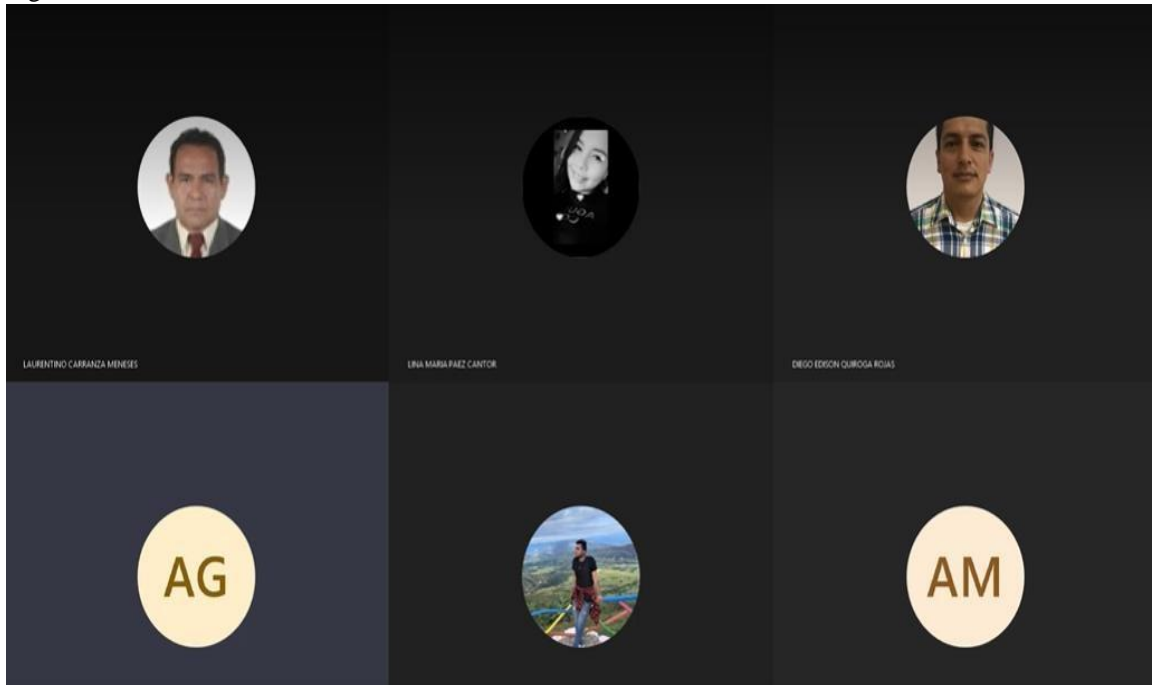 LAURENTINO CARRANZA MENESES
LINA MARIA PAEZ CANTOR
DIEGO EDISON QUIROGA ROJAS
AG
AM